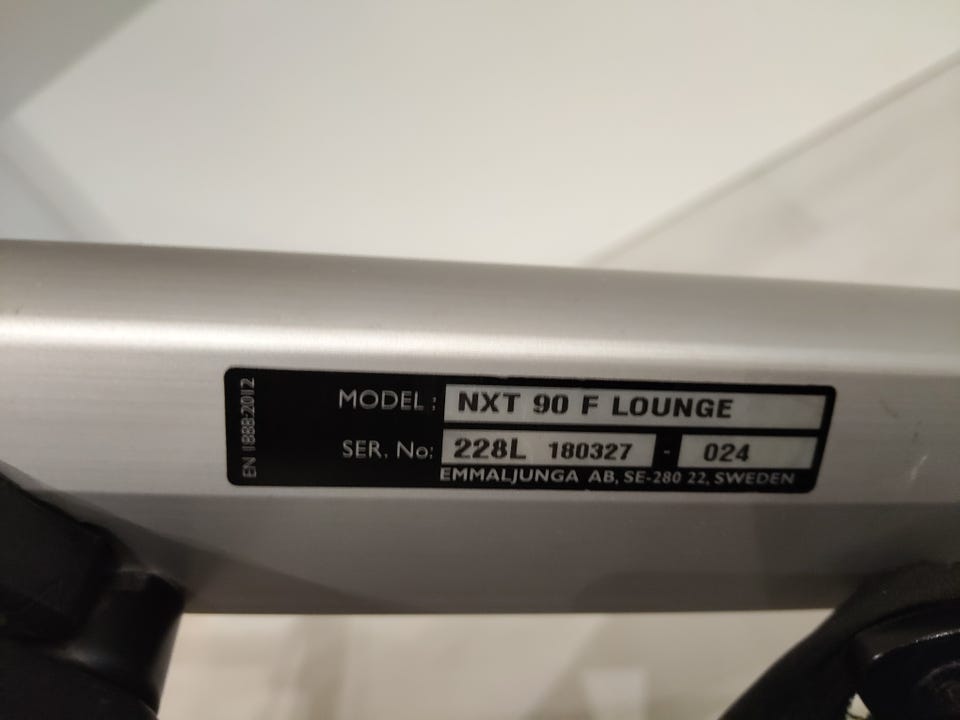 EN 1888:2012
MODEL : NXT 90 F LOUNGE
SER. No: 228L 180327 - 024
EMMALJUNGA AB, SE-280 22, SWEDEN